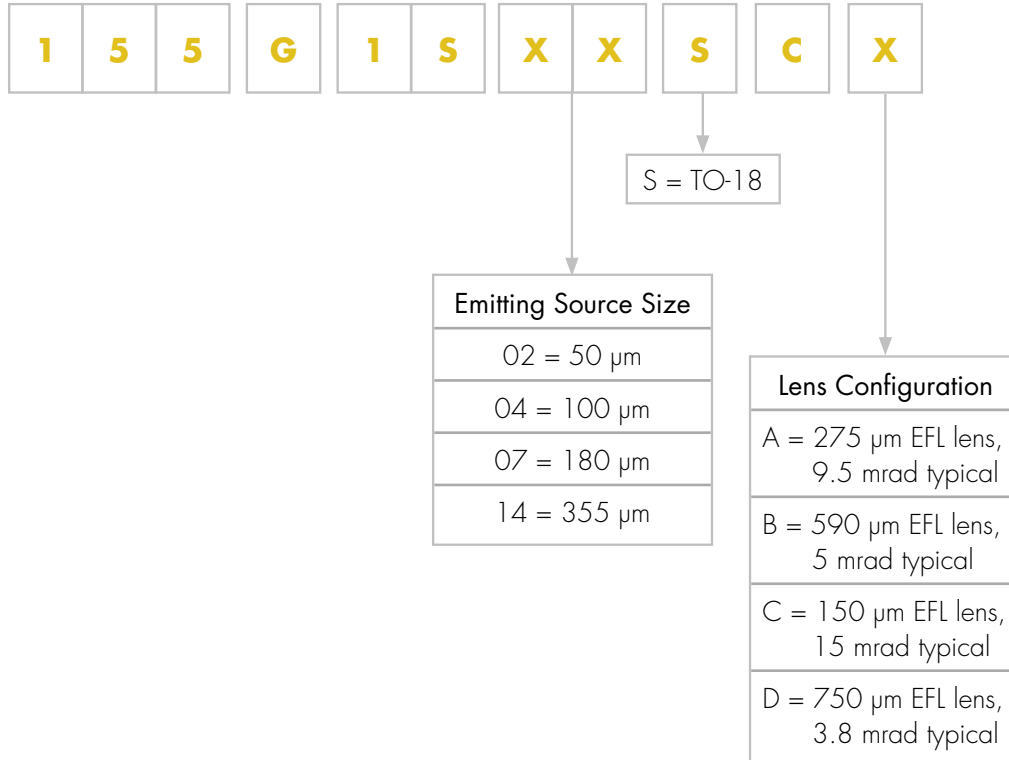 1 5 5 G 1 S X X S C X
S = TO-18
Emitting Source Size
02 = 50 µm
04 = 100 µm
07 = 180 µm
14 = 355 µm
Lens Configuration
A = 275 µm EFL lens,
9.5 mrad typical
B = 590 µm EFL lens,
5 mrad typical
C = 150 µm EFL lens,
15 mrad typical
D = 750 µm EFL lens,
3.8 mrad typical